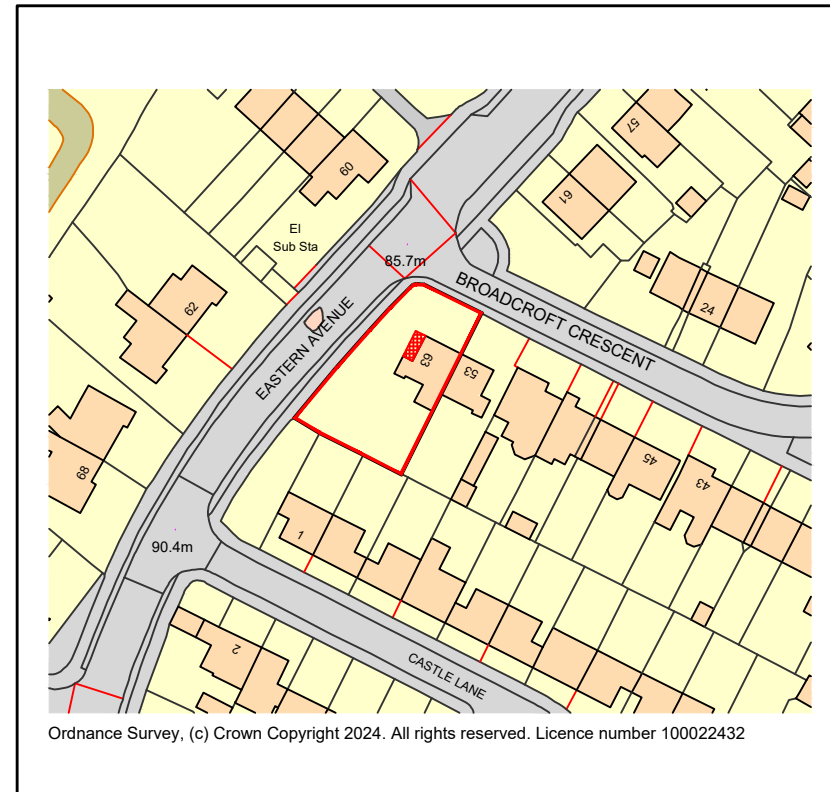 57
60
61
El
Sub Sta
85.7m
BROADCROFT CRESCENT
62
24
EASTERN AVENUE
63
53
68
45
43
1
90.4m
2
CASTLE LANE
Ordnance Survey, (c) Crown Copyright 2024. All rights reserved. Licence number 100022432